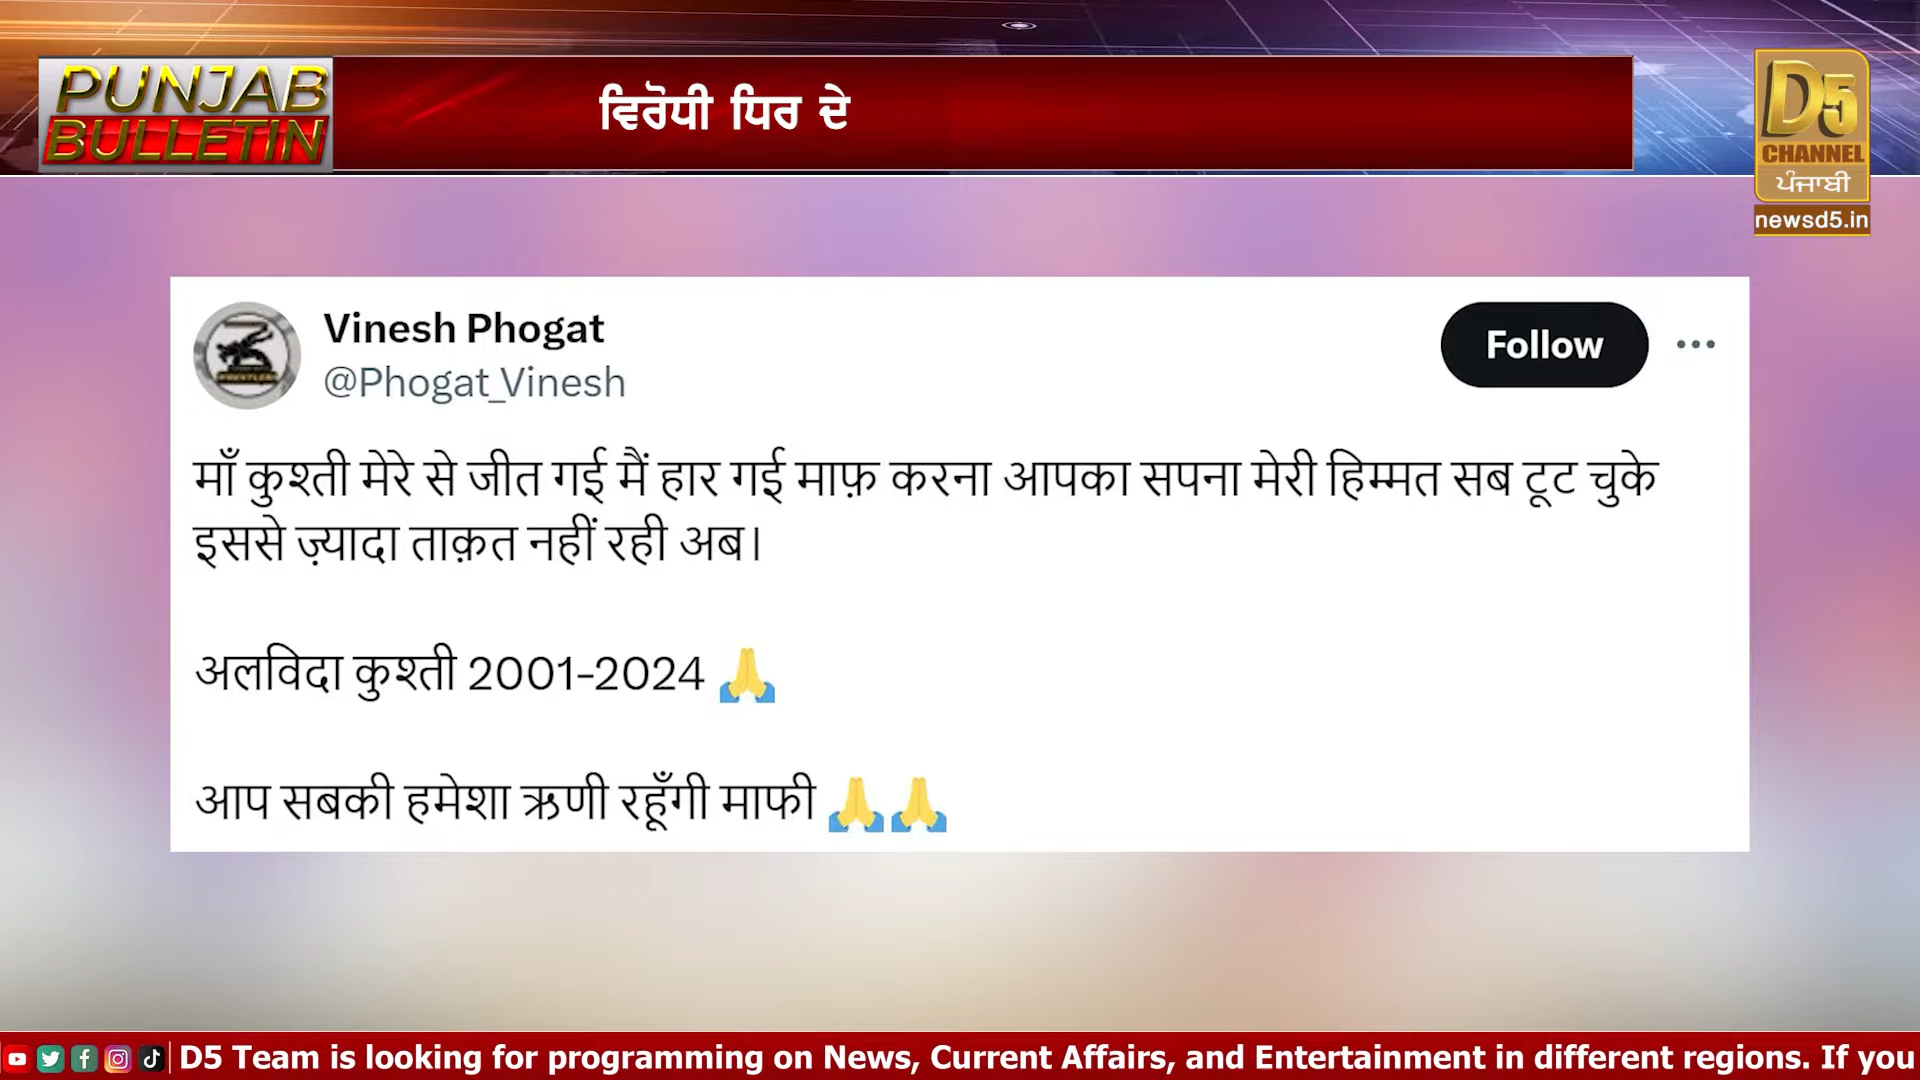 PUNJAB
BULLETIN
ਵਿਰੋਧੀ ਧਿਰ ਦੇ
D5
CHANNEL
ਪੰਜਾਬੀ
newsd5.in
Vinesh Phogat
@Phogat_Vinesh
Follow
माँ कुश्ती मेरे से जीत गई मैं हार गई माफ़ करना आपका सपना मेरी हिम्मत सब टूट चुके
इससे ज़्यादा ताक़त नहीं रही अब।
अलविदा कुश्ती 2001-2024 🙏
आप सबकी हमेशा ऋणी रहूँगी माफी 🙏🙏
D5 Team is looking for programming on News, Current Affairs, and Entertainment in different regions. If you